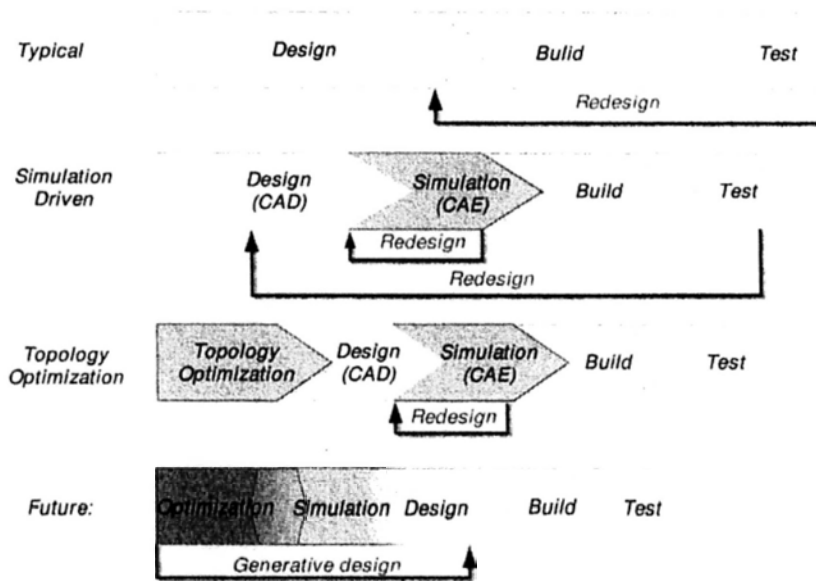 Typical
Design
Bulid
Test
Redesign
Simulation
Driven
Design
(CAD)
Simulation
(CAE)
Build
Test
Redesign
Redesign
Topology
Optimization
Topology
Optimization
Design
(CAD)
Simulation
(CAE)
Build
Test
Redesign
Future:
Optimization
Simulation
Design
Build
Test
Generative design